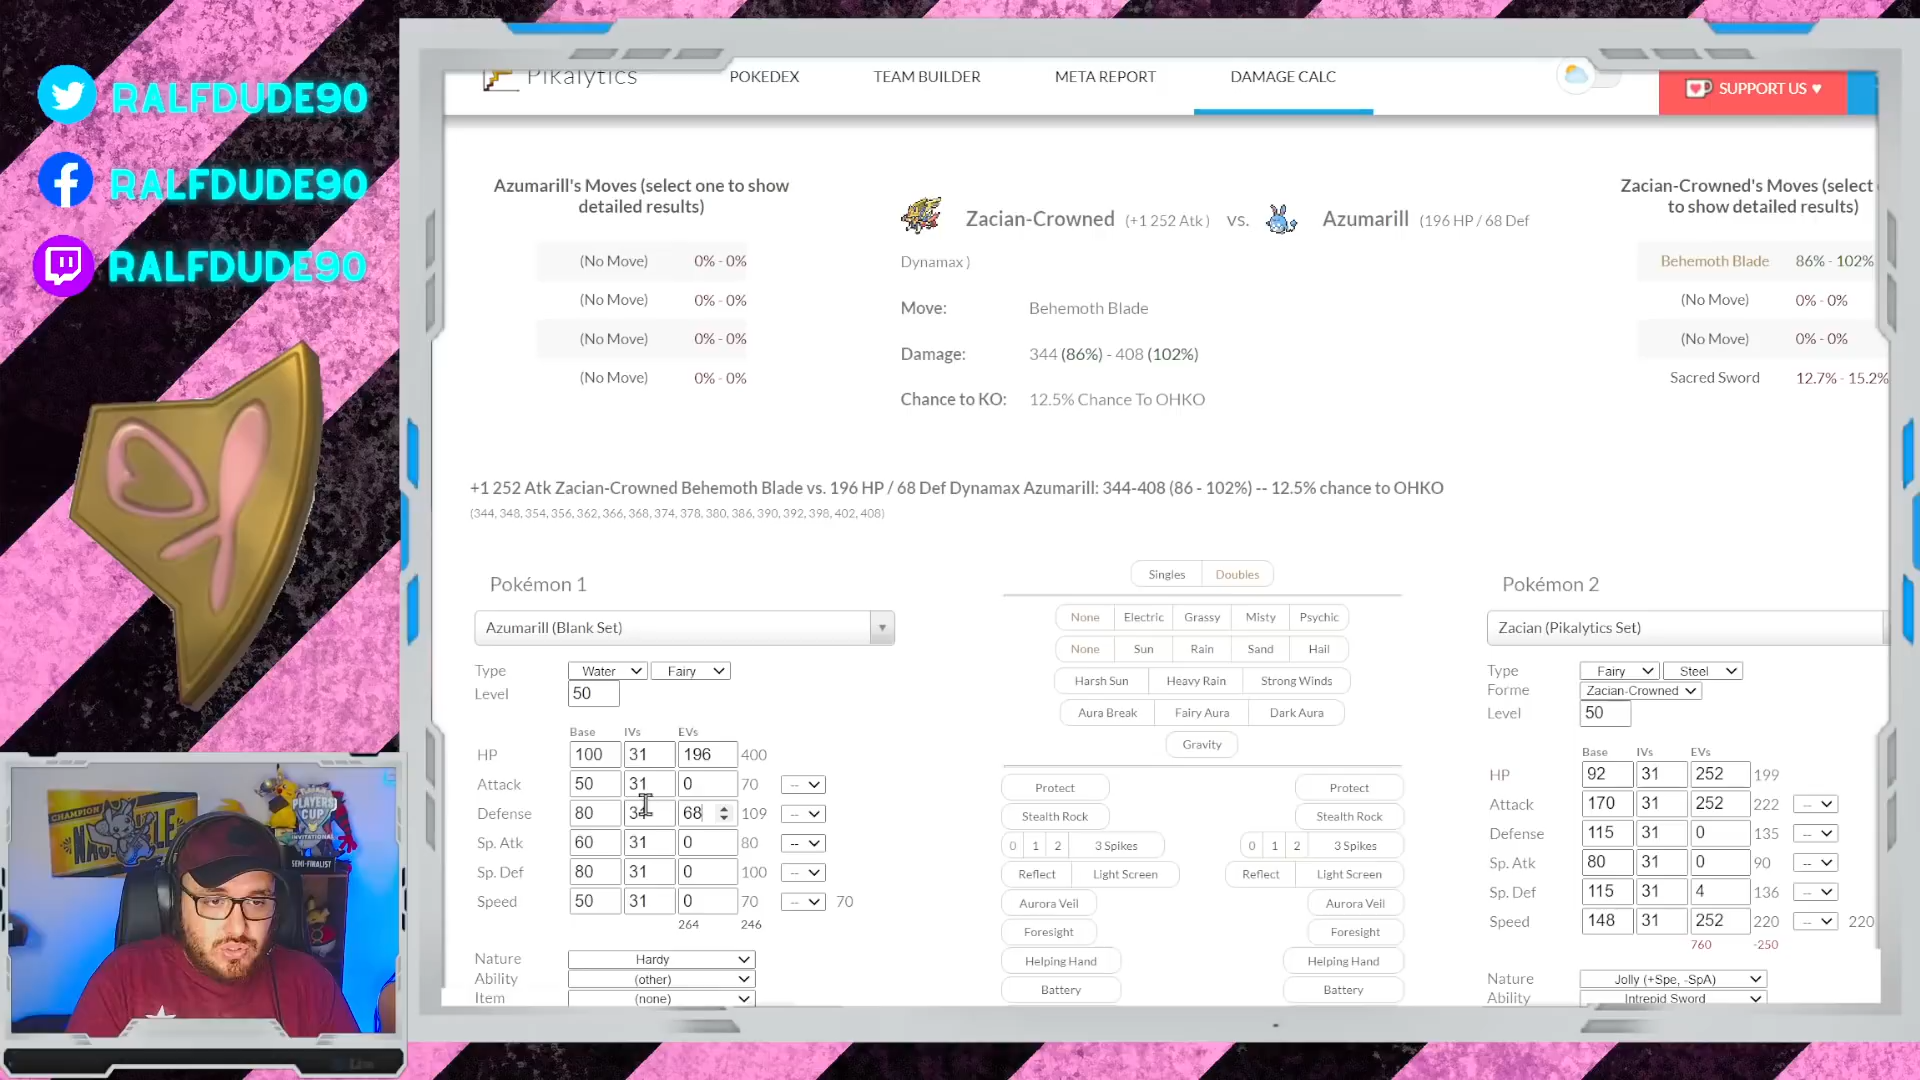 RALFDUDE90
RALFDUDE90
RALFDUDE90
Pikalytics
POKEDEX
TEAM BUILDER
META REPORT
DAMAGE CALC
SUPPORT US ♥
Azumarill's Moves (select one to show
detailed results)
(No Move) 0% - 0%
(No Move) 0% - 0%
(No Move) 0% - 0%
(No Move) 0% - 0%
Zacian-Crowned (+1 252 Atk ) vs. Azumarill (196 HP / 68 Def
Dynamax )
Move: Behemoth Blade
Damage: 344 (86%) - 408 (102%)
Chance to KO: 12.5% Chance To OHKO
Zacian-Crowned's Moves (select
to show detailed results)
Behemoth Blade 86% - 102%
(No Move) 0% - 0%
(No Move) 0% - 0%
Sacred Sword 12.7% - 15.2%
+1 252 Atk Zacian-Crowned Behemoth Blade vs. 196 HP / 68 Def Dynamax Azumarill: 344-408 (86 - 102%) -- 12.5% chance to OHKO
(344, 348, 354, 356, 362, 366, 368, 374, 378, 380, 386, 390, 392, 398, 402, 408)
Pokémon 1
Azumarill (Blank Set)
Type Water Fairy
Level 50
Base IVs EVs
HP 100 31 196 400
Attack 50 31 0 70 --
Defense 80 31 68 109 --
Sp. Atk 60 31 0 80 --
Sp. Def 80 31 0 100 --
Speed 50 31 0 70 -- 70
264 246
Nature Hardy
Ability (other)
Item (none)
Singles Doubles
None Electric Grassy Misty Psychic
None Sun Rain Sand Hail
Harsh Sun Heavy Rain Strong Winds
Aura Break Fairy Aura Dark Aura
Gravity
Protect Protect
Stealth Rock Stealth Rock
0 1 2 3 Spikes 0 1 2 3 Spikes
Reflect Light Screen Reflect Light Screen
Aurora Veil Aurora Veil
Foresight Foresight
Helping Hand Helping Hand
Battery Battery
Pokémon 2
Zacian (Pikalytics Set)
Type Fairy Steel
Forme Zacian-Crowned
Level 50
Base IVs EVs
HP 92 31 252 199
Attack 170 31 252 222 --
Defense 115 31 0 135 --
Sp. Atk 80 31 0 90 --
Sp. Def 115 31 4 136 --
Speed 148 31 252 220 -- 220
760 -250
Nature Jolly (+Spe, -SpA)
Ability Intrepid Sword
CHAMPION
PLAYERS
CUP
INVITATIONAL
SEMI-FINALIST